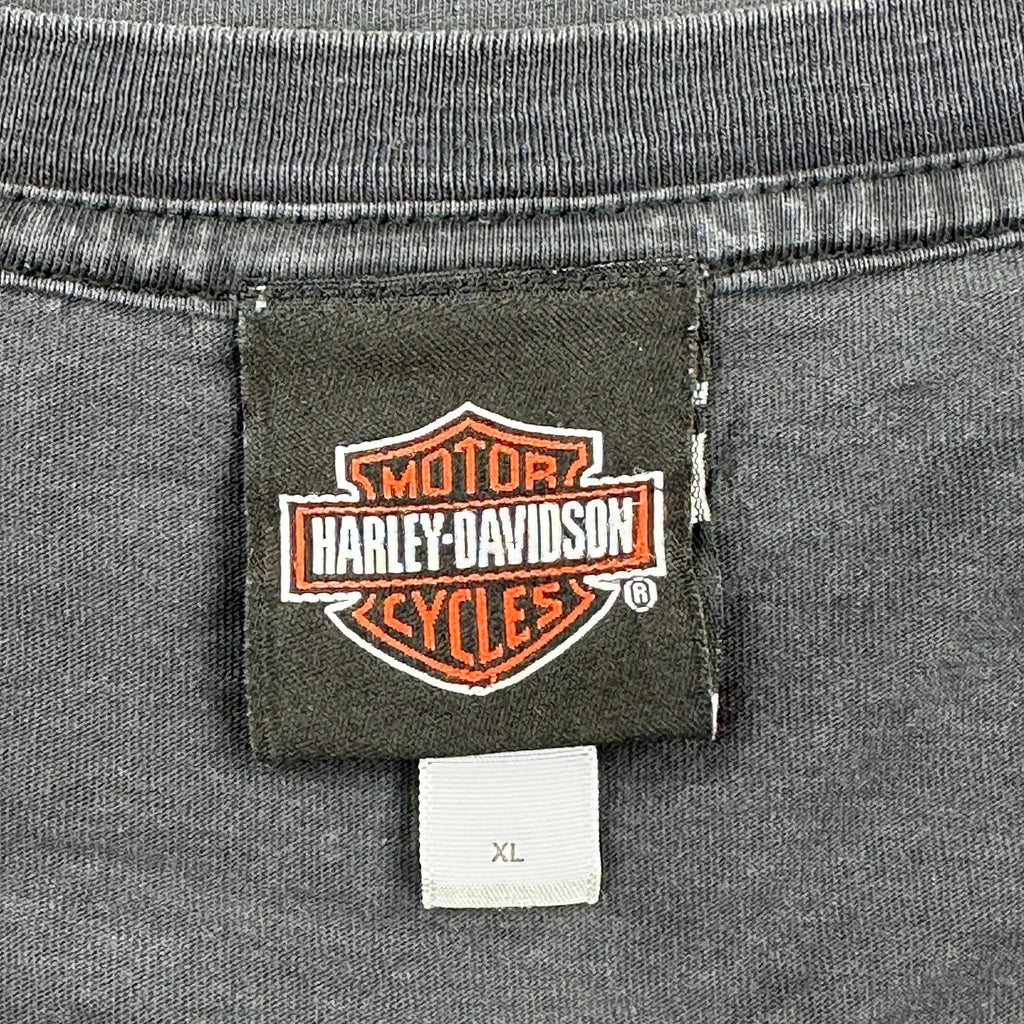 MOTOR
HARLEY-DAVIDSON
CYCLES
®
XL